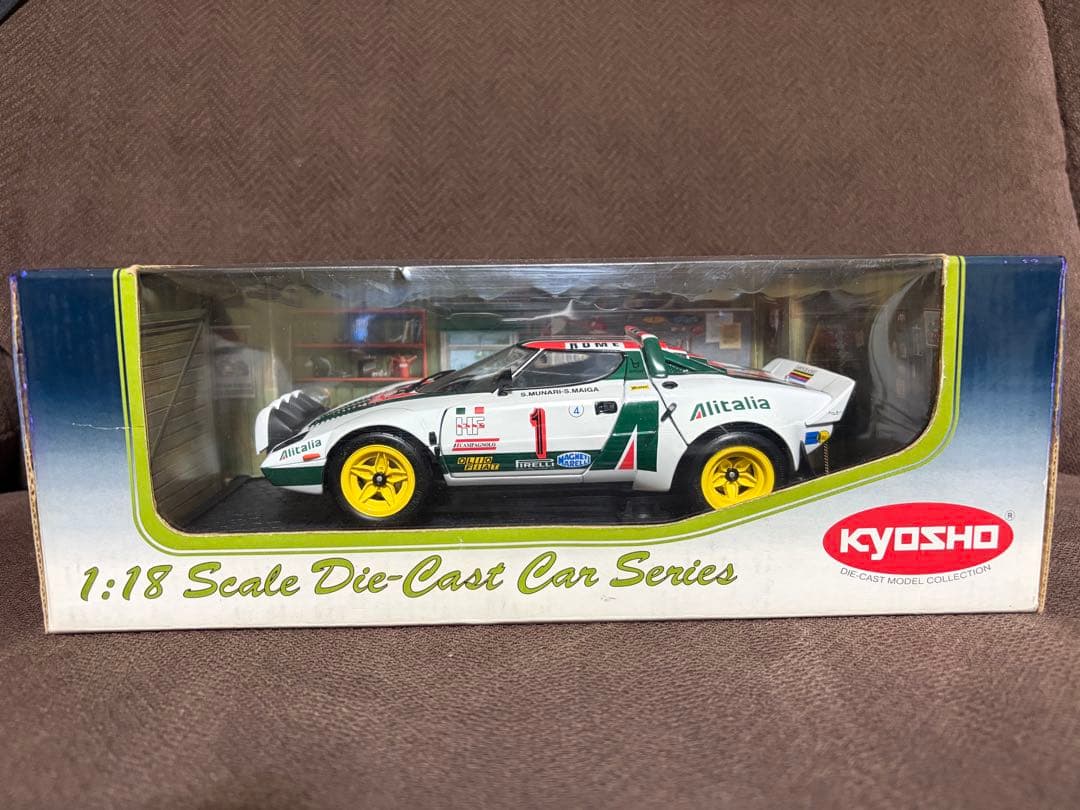 ROME
S.MUNARI-S.MAIGA
Alitalia
1
4
HF
CAMPAGNOLO
Alitalia
OLIO
FIAT
PIRELLI
MAGNETI
MARELLI
KYOSHO
®
DIE-CAST MODEL COLLECTION
1:18 Scale Die-Cast Car Series